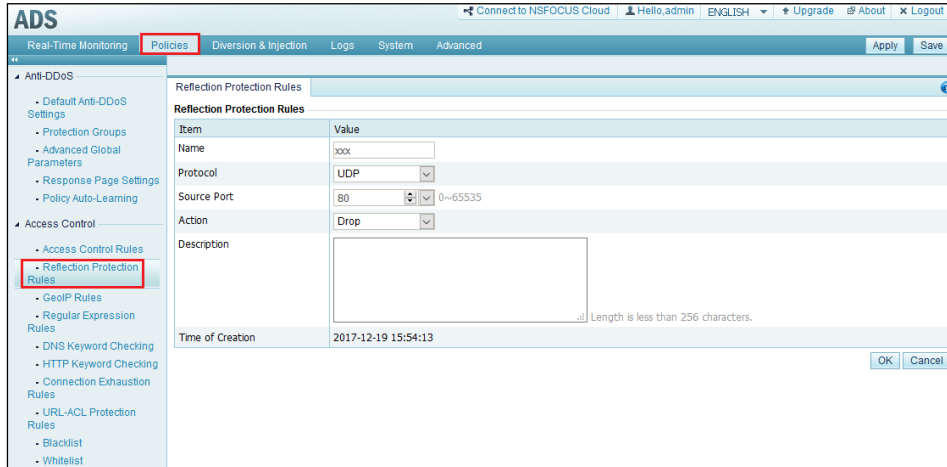 ADS
Connect to NSFOCUS Cloud Hello,admin ENGLISH Upgrade About Logout
Real-Time Monitoring Policies Diversion & Injection Logs System Advanced Apply Save
Anti-DDoS
- Default Anti-DDoS
Settings
- Protection Groups
- Advanced Global
Parameters
- Response Page Settings
- Policy Auto-Learning
Access Control
- Access Control Rules
- Reflection Protection
Rules
- GeoIP Rules
- Regular Expression
Rules
- DNS Keyword Checking
- HTTP Keyword Checking
- Connection Exhaustion
Rules
- URL-ACL Protection
Rules
- Blacklist
- Whitelist
Reflection Protection Rules
Reflection Protection Rules
Item Value
Name xxx
Protocol UDP
Source Port 80 0~65535
Action Drop
Description
Length is less than 256 characters.
Time of Creation 2017-12-19 15:54:13
OK Cancel